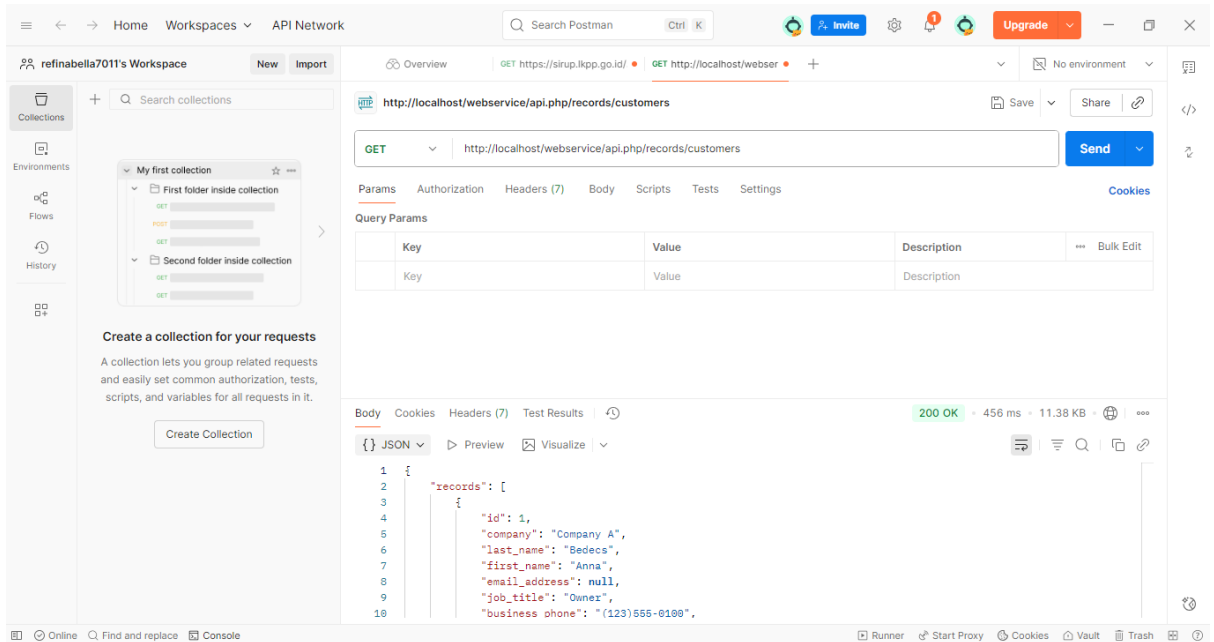 Home Workspaces API Network Search Postman Ctrl K Invite 1 Upgrade
refinabella7011's Workspace New Import Overview GET https://sirup.lkpp.go.id/ GET http://localhost/webser No environment
Collections
Environments
Flows
History
Search collections
My first collection
First folder inside collection
GET
POST
GET
Second folder inside collection
GET
GET
Create a collection for your requests
A collection lets you group related requests
and easily set common authorization, tests,
scripts, and variables for all requests in it.
Create Collection
HTTP http://localhost/webservice/api.php/records/customers Save Share
GET http://localhost/webservice/api.php/records/customers Send
Params Authorization Headers (7) Body Scripts Tests Settings Cookies
Query Params
Key Value Description Bulk Edit
Key Value Description
Body Cookies Headers (7) Test Results 200 OK 456 ms 11.38 KB
{} JSON Preview Visualize
1 {
2 "records": [
3 {
4 "id": 1,
5 "company": "Company A",
6 "last_name": "Bedecs",
7 "first_name": "Anna",
8 "email_address": null,
9 "job_title": "Owner",
10 "business_phone": "(123)555-0100",
Online Find and replace Console Runner Start Proxy Cookies Vault Trash